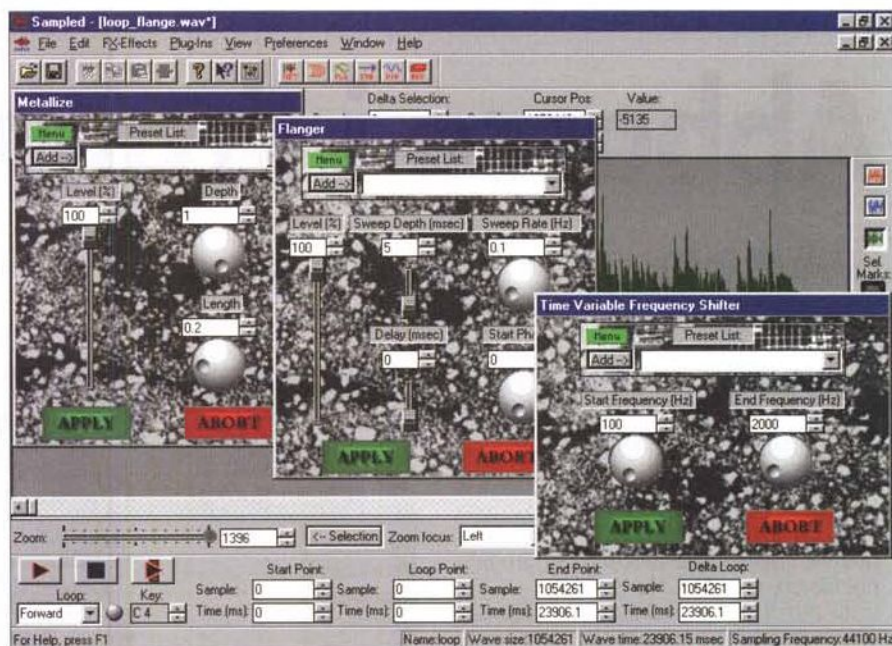 Sampled - [loop_flange.wav*]
File Edit FX-Effects Plug-Ins View Preferences Window Help
Delta Selection: Cursor Pos: Value:
-5135
Metallize
Menu Preset List:
Add -->
Level (%) Depth
100 1
Length
0.2
APPLY ABORT
Flanger
Menu Preset List:
Add -->
Level (%) Sweep Depth (msec) Sweep Rate (Hz)
100 5 0.1
Delay (msec) Start Ph
0 0
APPLY ABORT
Sel.
Marks:
Time Variable Frequency Shifter
Menu Preset List:
Add -->
Start Frequency (Hz) End Frequency (Hz)
100 2000
APPLY ABORT
Zoom: 1396 <-- Selection Zoom focus: Left
Start Point: Loop Point: End Point: Delta Loop:
Loop: Key: Sample: 0 Sample: 0 Sample: 1054261 Sample: 1054261
Forward C 4 Time (ms): 0 Time (ms): 0 Time (ms): 23906.1 Time (ms): 23906.1
For Help, press F1 Name:loop Wave size:1054261 Wave time:23906.15 msec Sampling Frequency:44100 Hz